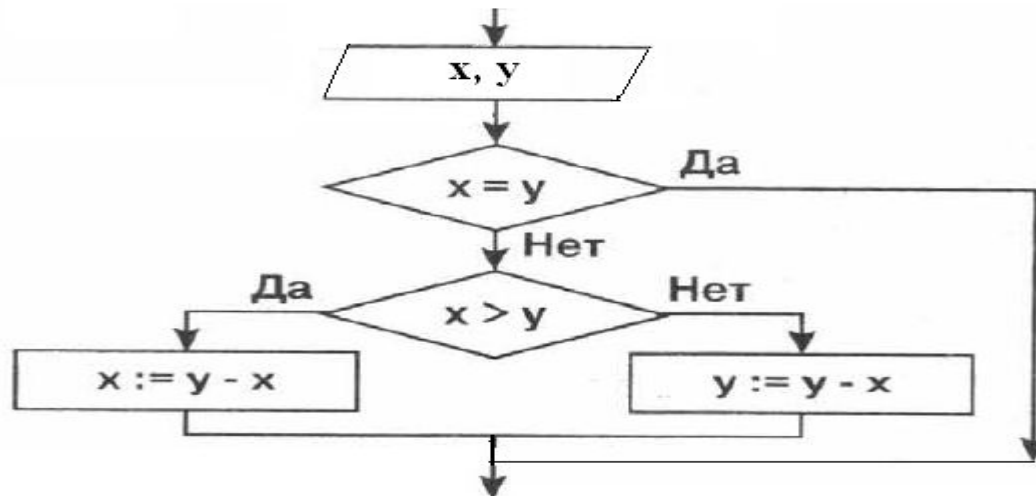 x, y
x = y
Да
Нет
x > y
Да
Нет
x := y - x
y := y - x